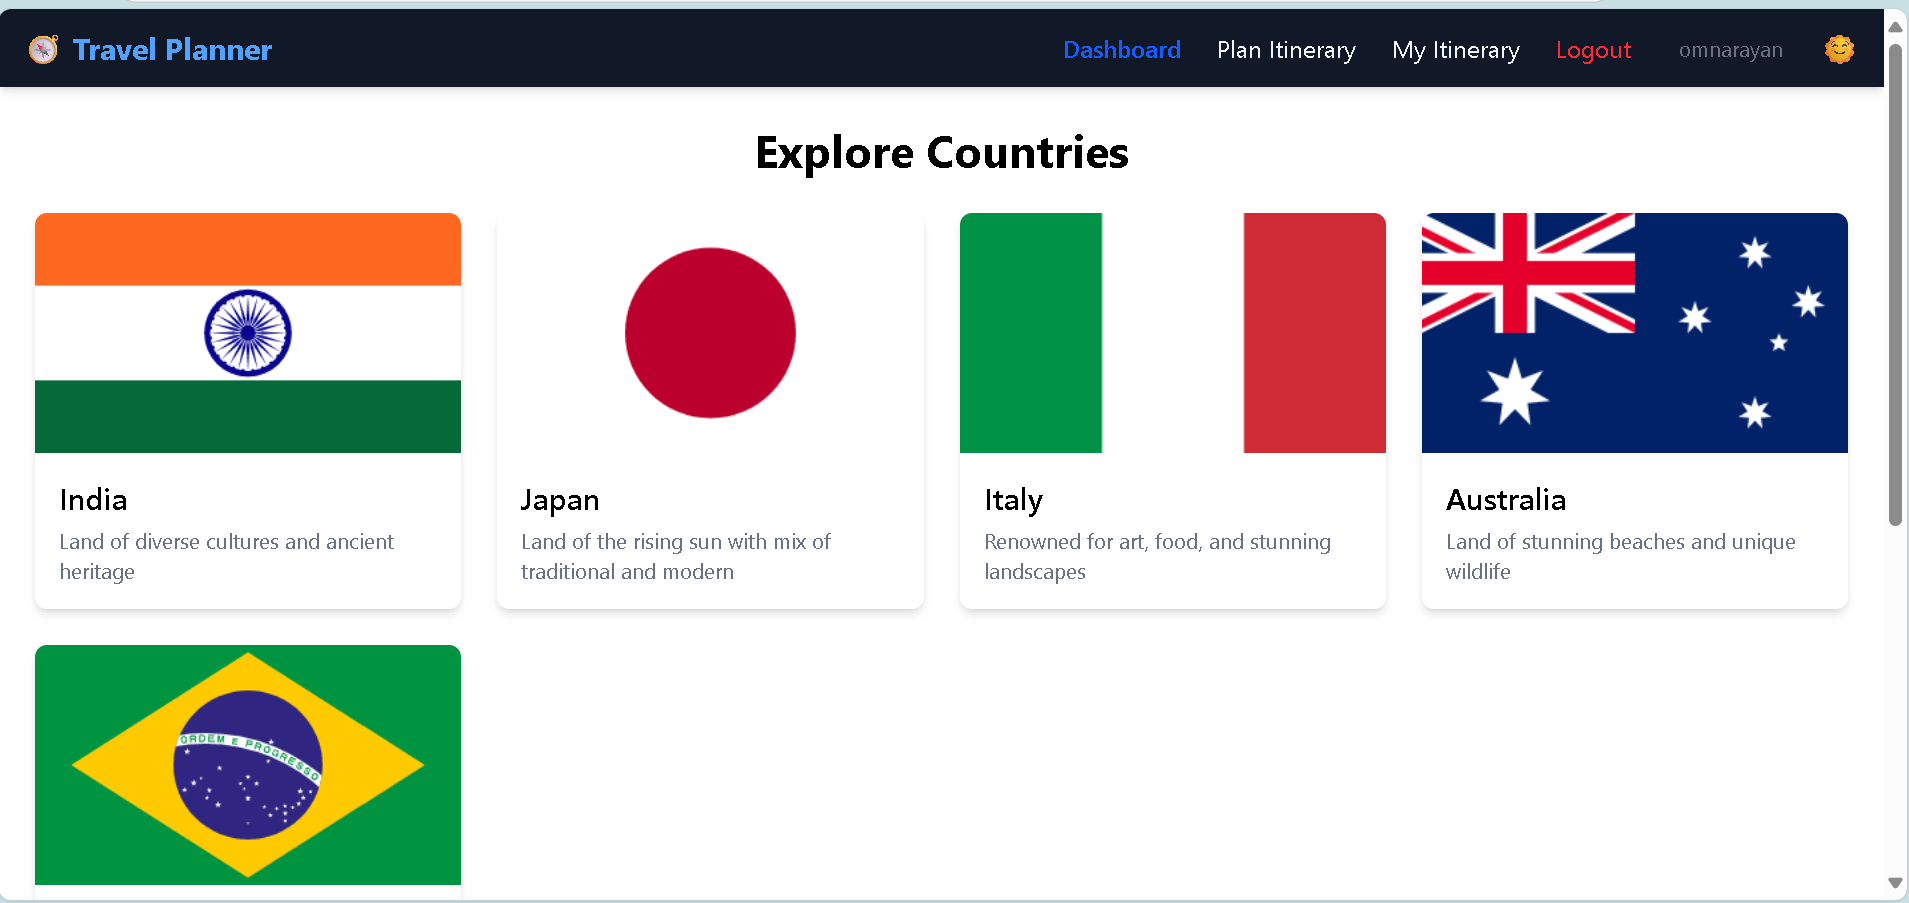 Travel Planner
Dashboard Plan Itinerary My Itinerary Logout omnarayan
Explore Countries
India
Land of diverse cultures and ancient
heritage
Japan
Land of the rising sun with mix of
traditional and modern
Italy
Renowned for art, food, and stunning
landscapes
Australia
Land of stunning beaches and unique
wildlife
ORDEM E PROGRESSO